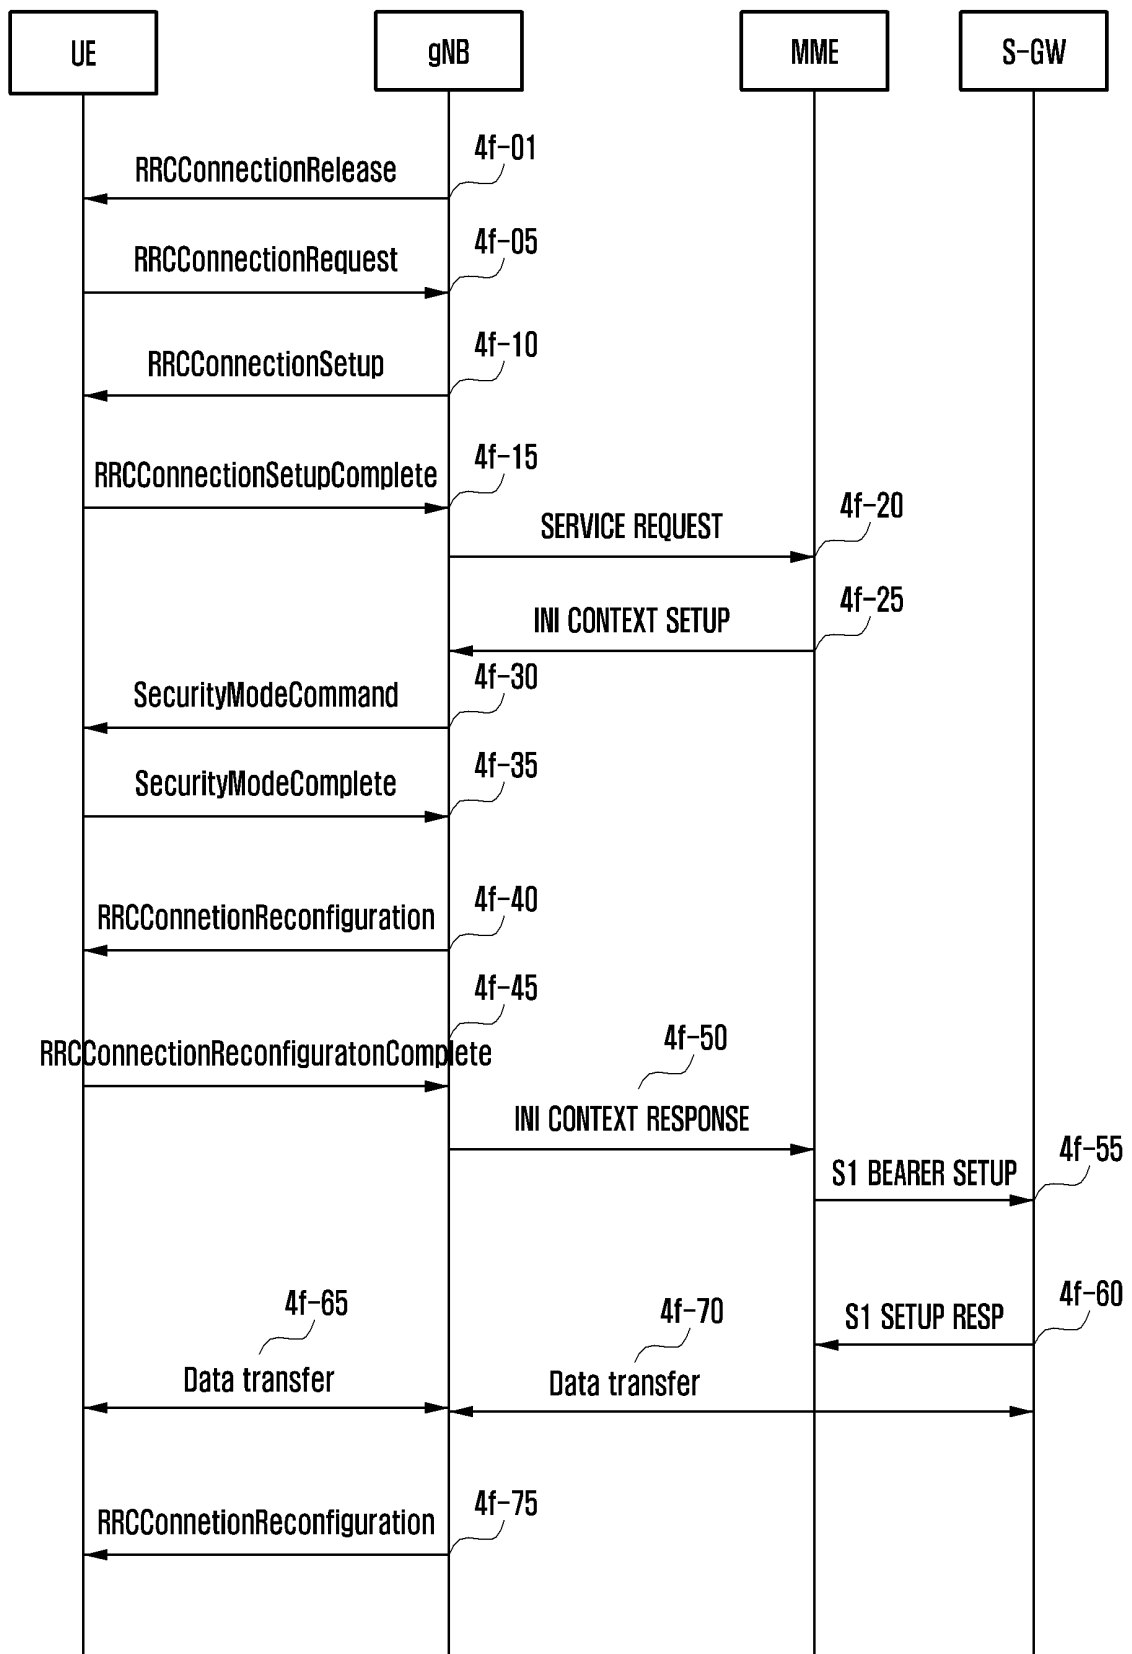 UE
gNB
MME
S-GW
4f-01
RRCConnectionRelease
4f-05
RRCConnectionRequest
4f-10
RRCConnectionSetup
4f-15
RRCConnectionSetupComplete
4f-20
SERVICE REQUEST
4f-25
INI CONTEXT SETUP
4f-30
SecurityModeCommand
4f-35
SecurityModeComplete
4f-40
RRCConnetionReconfiguration
4f-45
RRCConnectionReconfiguratonComplete
4f-50
INI CONTEXT RESPONSE
4f-55
S1 BEARER SETUP
4f-60
S1 SETUP RESP
4f-65
Data transfer
4f-70
Data transfer
4f-75
RRCConnetionReconfiguration